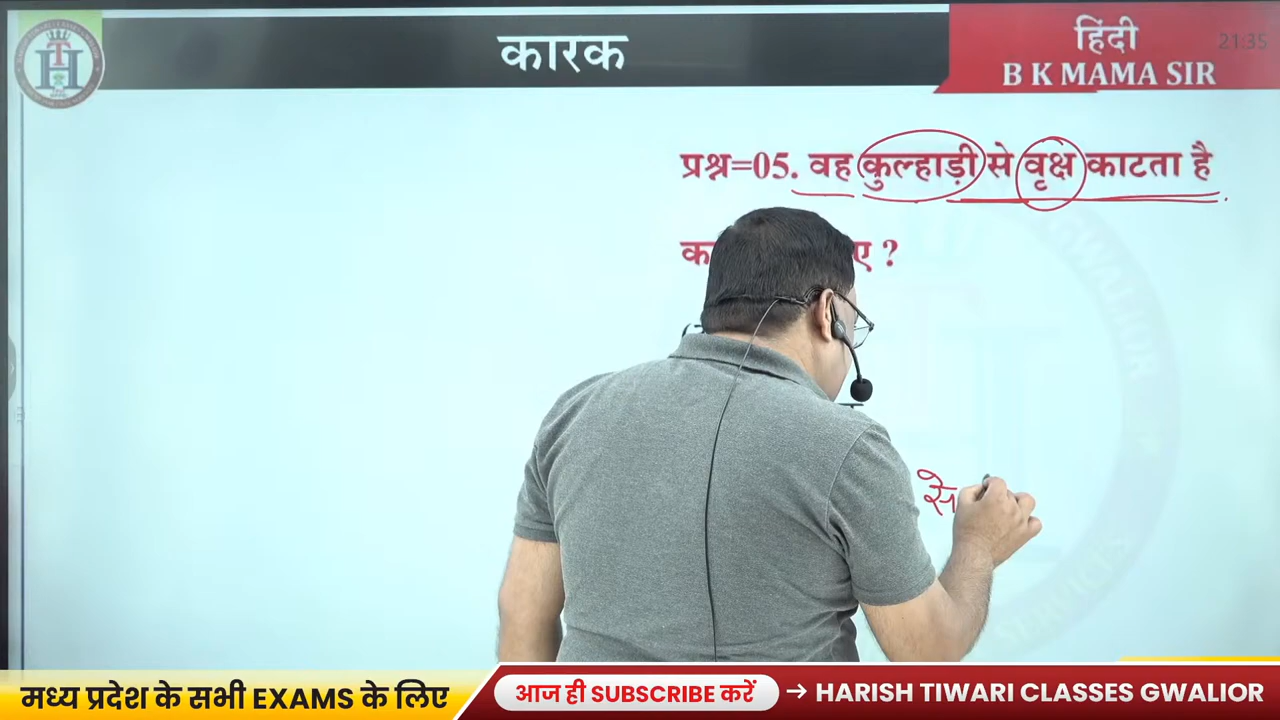 कारक
हिंदी
21:35
B K MAMA SIR
प्रश्न=05. वह कुल्हाड़ी से वृक्ष काटता है
?
से
मध्य प्रदेश के सभी EXAMS के लिए
आज ही SUBSCRIBE करें
→ HARISH TIWARI CLASSES GWALIOR